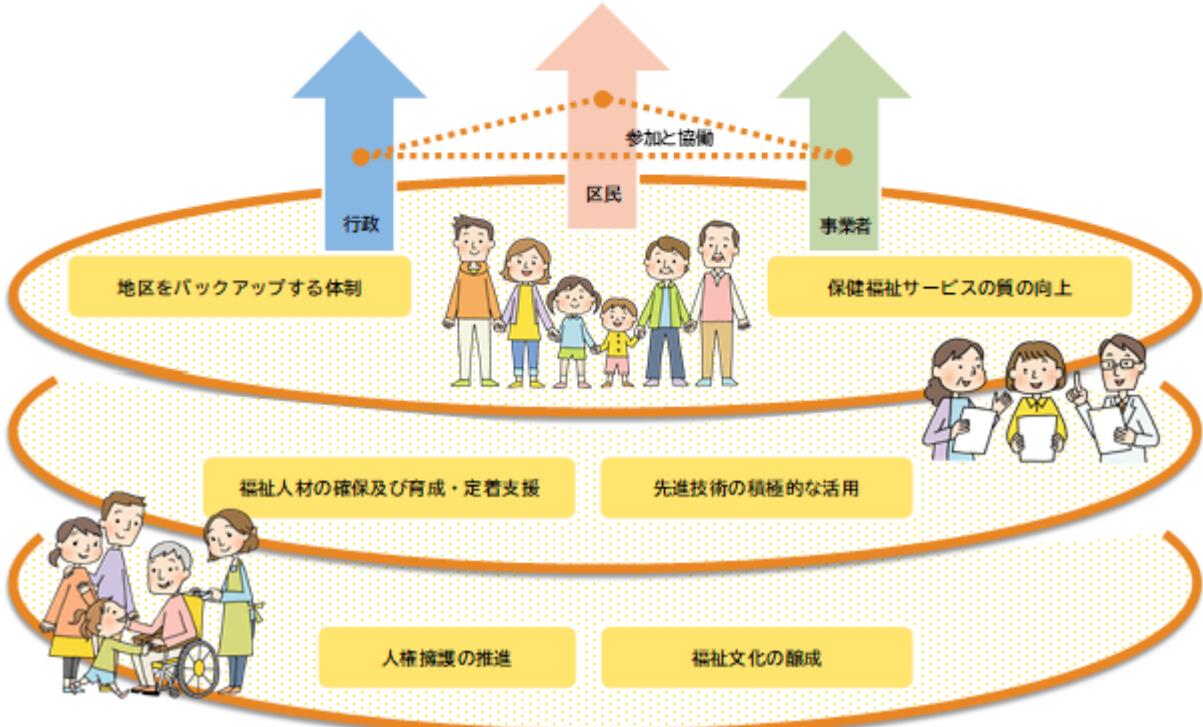 参加と協働
区民
行政
事業者
地区をバックアップする体制
保健福祉サービスの質の向上
福祉人材の確保及び育成・定着支援
先進技術の積極的な活用
人権擁護の推進
福祉文化の醸成